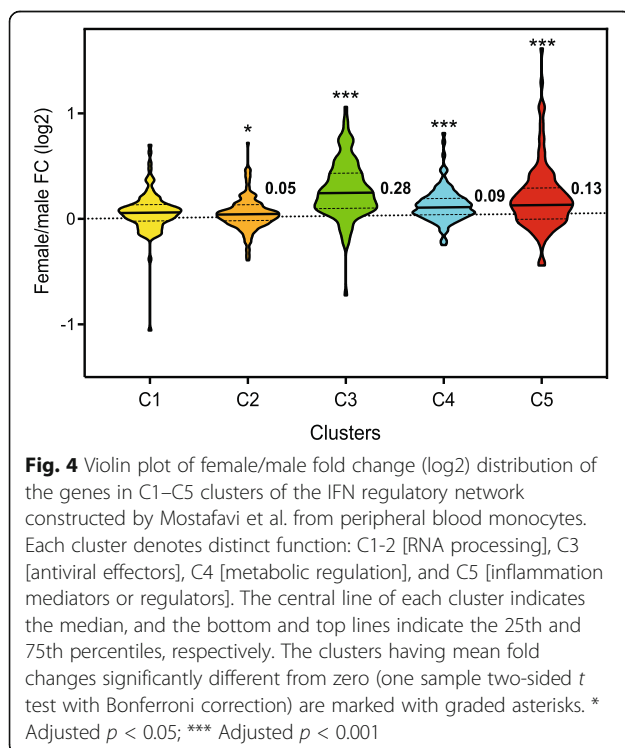 ***
***
***
*
1
0.05
0.28
0.09
0.13
0
-1
Female/male FC (log2)
C1 C2 C3 C4 C5
Clusters
Fig. 4 Violin plot of female/male fold change (log2) distribution of
the genes in C1–C5 clusters of the IFN regulatory network
constructed by Mostafavi et al. from peripheral blood monocytes.
Each cluster denotes distinct function: C1-2 [RNA processing], C3
[antiviral effectors], C4 [metabolic regulation], and C5 [inflammation
mediators or regulators]. The central line of each cluster indicates
the median, and the bottom and top lines indicate the 25th and
75th percentiles, respectively. The clusters having mean fold
changes significantly different from zero (one sample two-sided t
test with Bonferroni correction) are marked with graded asterisks. *
Adjusted p < 0.05; *** Adjusted p < 0.001